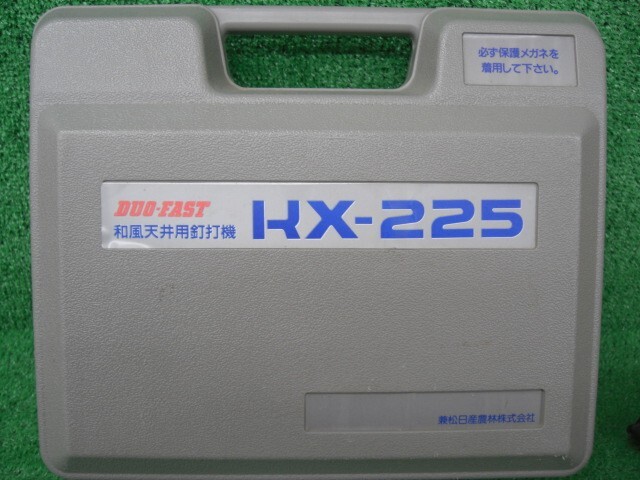 必ず保護メガネを
着用して下さい。
DUO-FAST
和風天井用釘打機
KX-225
兼松日産農林株式会社